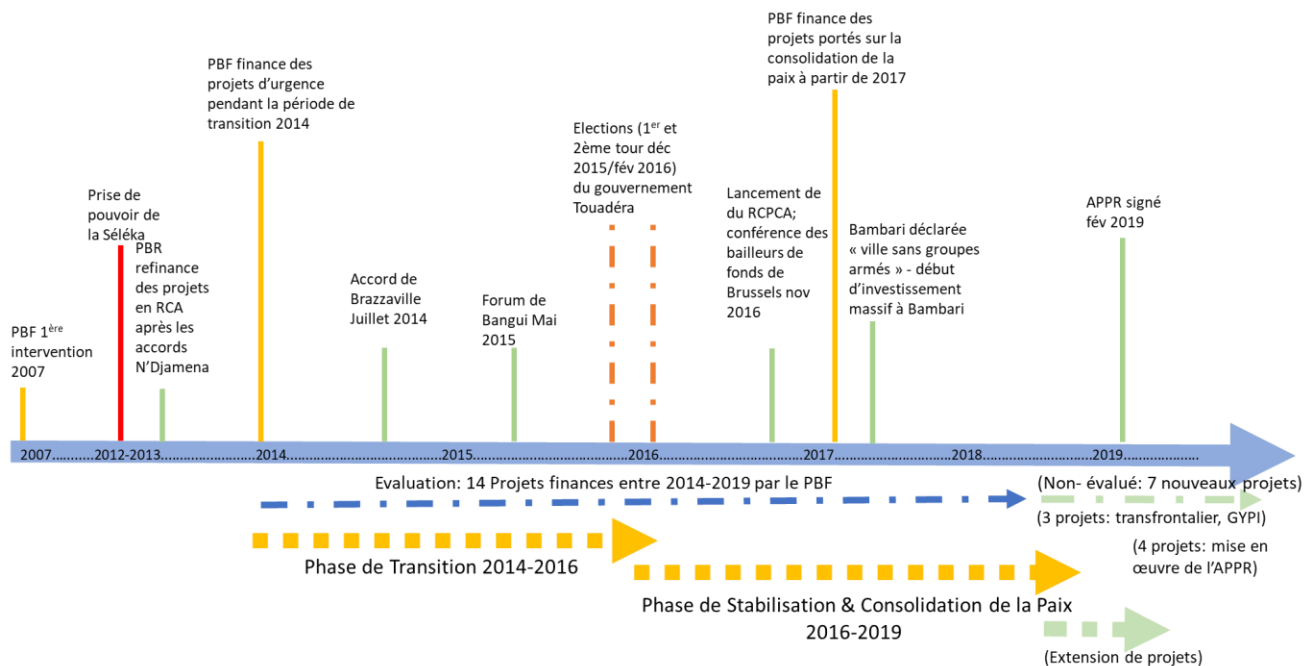 PBF finance des
projets portés sur la
consolidation de la
paix à partir de 2017
PBF finance des
projets d'urgence
pendant la période de
transition 2014
Elections (1er et
2ème tour déc
2015/fév 2016)
du gouvernement
Touadéra
Prise de
pouvoir de
la Séléka
Lancement de
du RCPCA;
conférence des
bailleurs de
fonds de
Brussels nov
2016
APPR signé
fév 2019
Bambari déclarée
« ville sans groupes
armés » - début
d'investissement
massif à Bambari
PBR
refinance
des projets
en RCA
après les
accords
N'Djamena
Accord de
Brazzaville
Juillet 2014
Forum de
Bangui Mai
2015
PBF 1ère
intervention
2007
2007.......2012-2013................2014.............................2015.............................2016...........................2017.......................2018......................2019..............
Evaluation: 14 Projets finances entre 2014-2019 par le PBF
(Non- évalué: 7 nouveaux projets)
(3 projets: transfrontalier, GYPI)
(4 projets: mise en
œuvre de l'APPR)
Phase de Transition 2014-2016
Phase de Stabilisation & Consolidation de la Paix
2016-2019
(Extension de projets)